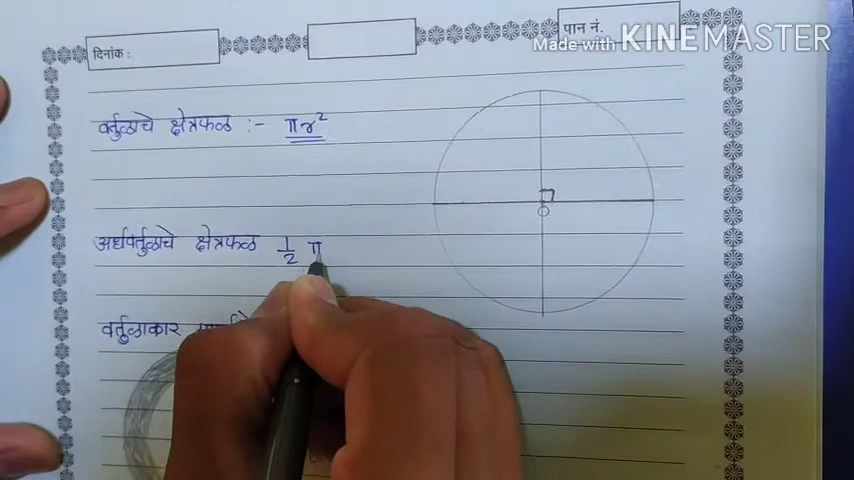 दिनांक :
पान नं.
Made with KINEMASTER
वर्तुळाचे क्षेत्रफळ :- πr²
अर्धवर्तुळाचे क्षेत्रफळ 1/2 π
वर्तुळाकार
O